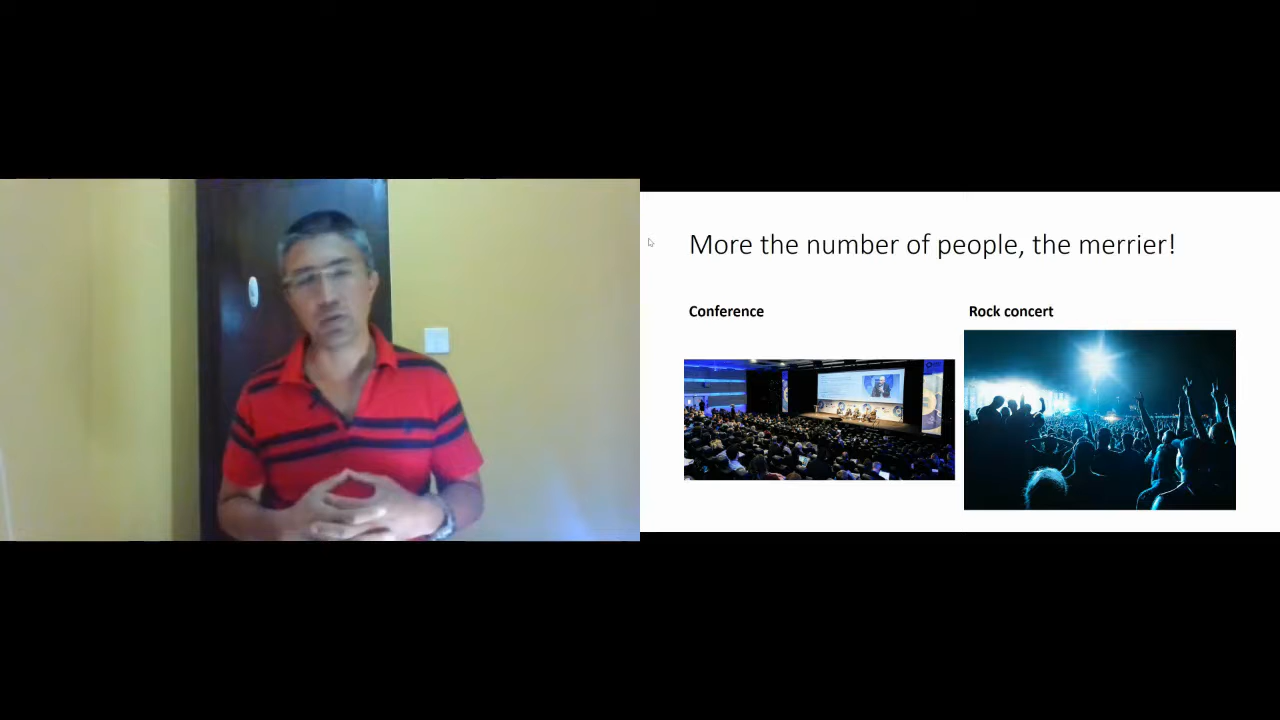 More the number of people, the merrier!
Conference
Rock concert